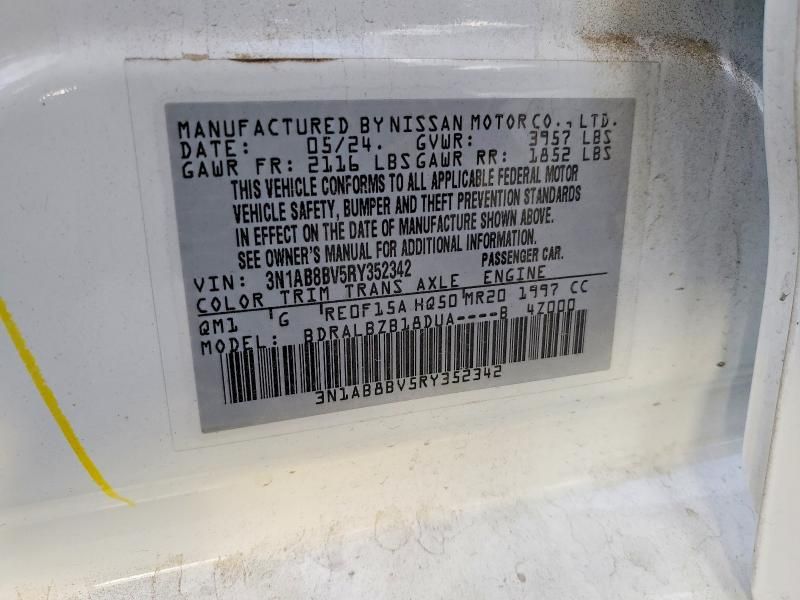 MANUFACTURED BY NISSAN MOTOR CO., LTD.
DATE: 05/24. GVWR: 3957 LBS
GAWR FR: 2116 LBS GAWR RR: 1852 LBS
THIS VEHICLE CONFORMS TO ALL APPLICABLE FEDERAL MOTOR
VEHICLE SAFETY, BUMPER AND THEFT PREVENTION STANDARDS
IN EFFECT ON THE DATE OF MANUFACTURE SHOWN ABOVE.
SEE OWNER'S MANUAL FOR ADDITIONAL INFORMATION.
VIN: 3N1AB8BV5RY352342 PASSENGER CAR.
COLOR TRIM TRANS AXLE ENGINE
QM1 G RE0F15A HQ50 MR20 1997 CC
MODEL: BDRALBZB18DUA----B 4Z000
3N1AB8BV5RY352342